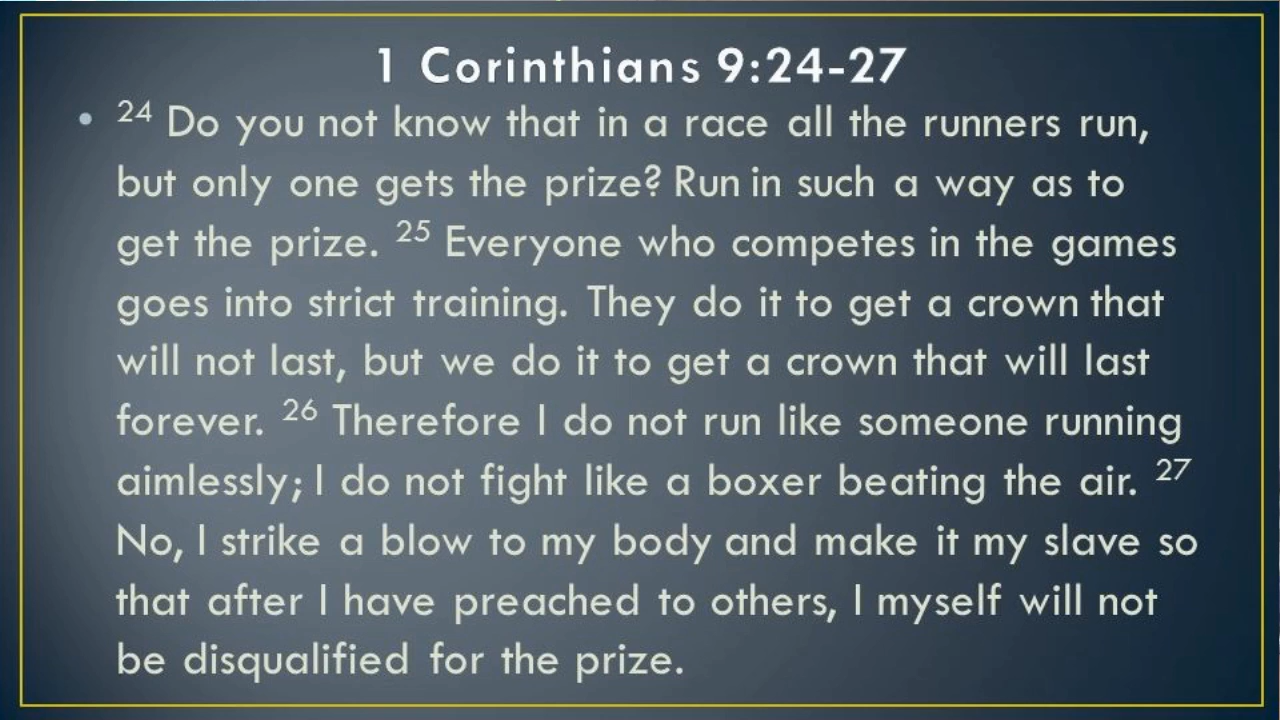 1 Corinthians 9:24-27
• 24 Do you not know that in a race all the runners run,
but only one gets the prize? Run in such a way as to
get the prize. 25 Everyone who competes in the games
goes into strict training. They do it to get a crown that
will not last, but we do it to get a crown that will last
forever. 26 Therefore I do not run like someone running
aimlessly; I do not fight like a boxer beating the air. 27
No, I strike a blow to my body and make it my slave so
that after I have preached to others, I myself will not
be disqualified for the prize.